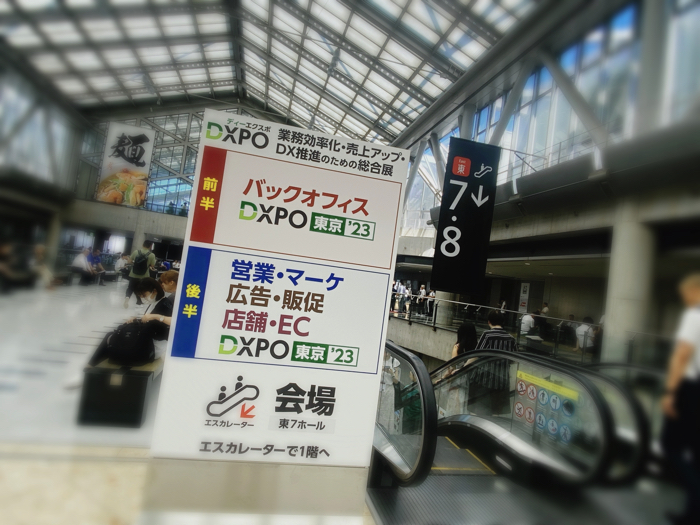 ディーエクスポ
DXPO
業務効率化・売上アップ・
DX推進のための総合展
前半
バックオフィス
DXPO 東京 '23
後半
営業・マーケ
広告・販促
店舗・EC
DXPO 東京 '23
エスカレーター
会場
東7ホール
エスカレーターで1階へ
麺
東
7・8